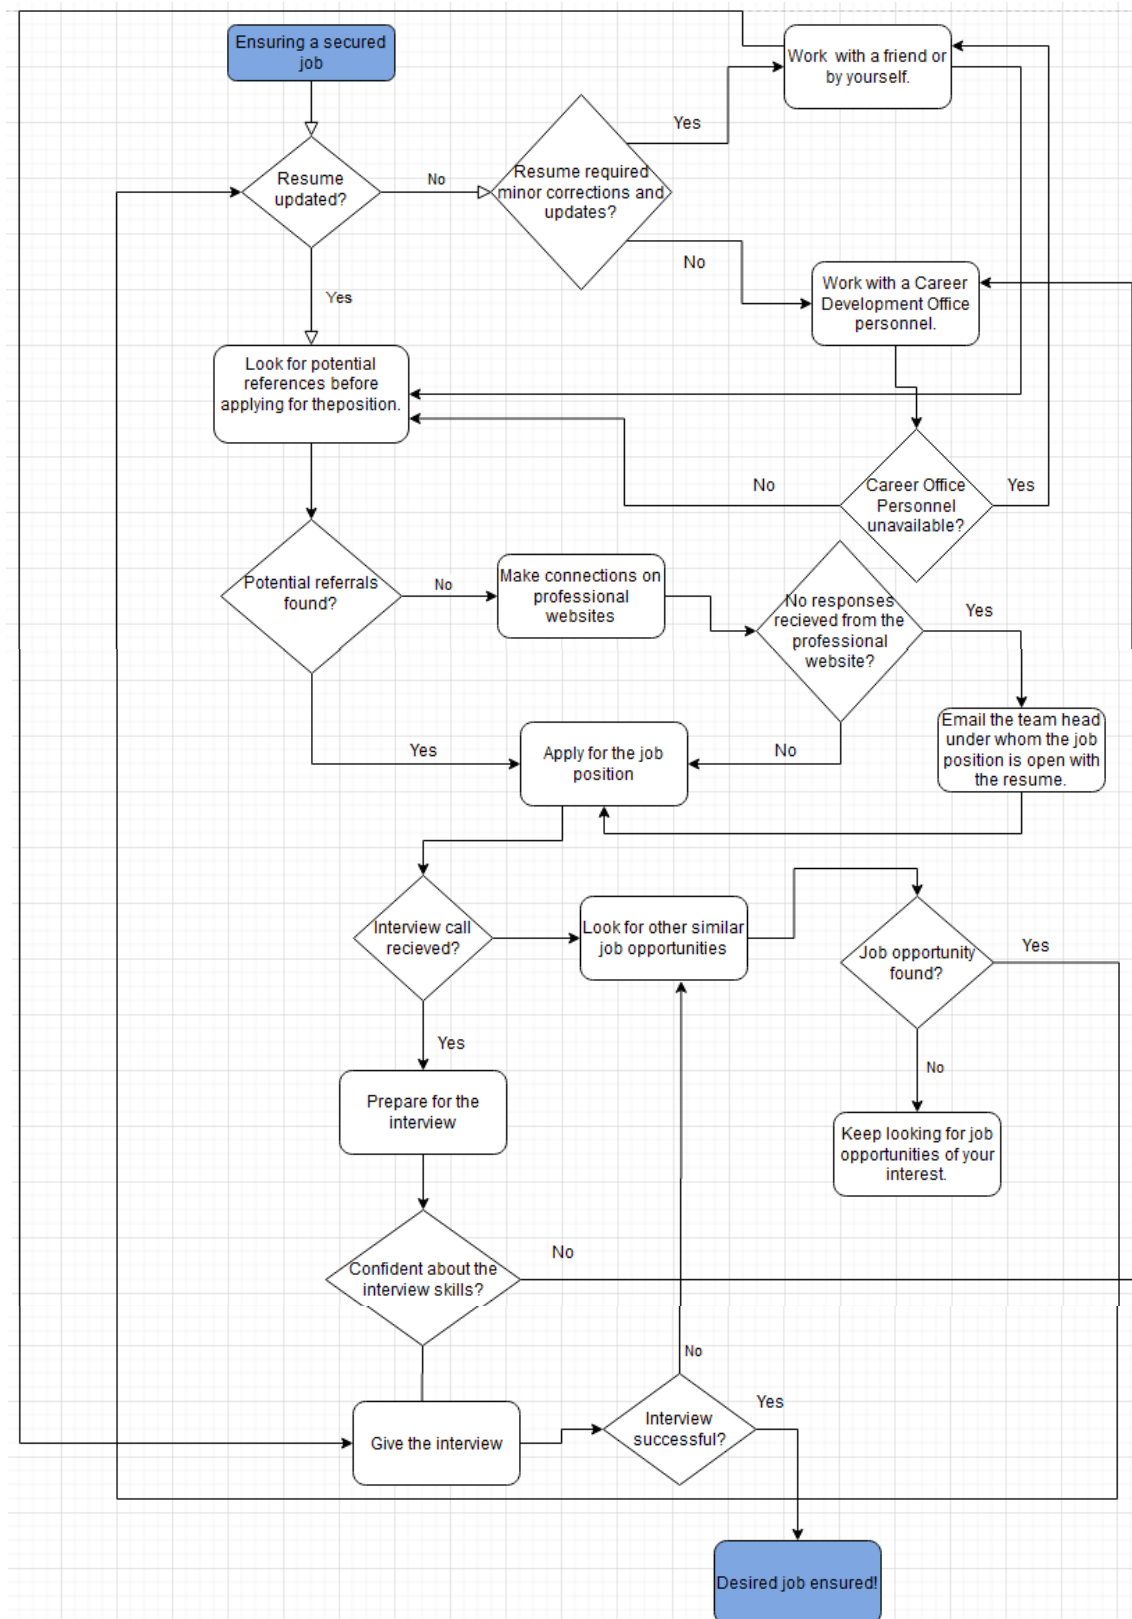 Ensuring a secured
job
Work  with a friend or
by yourself.
Yes
Resume
updated?
No
Resume required
minor corrections and
updates?
No
Work with a Career
Development Office
personnel.
Yes
Look for potential
references before
applying for theposition.
No
Career Office
Personnel
unavailable?
Yes
Potential referrals
found?
No
Make connections on
professional
websites
No responses
recieved from the
professional
website?
Yes
Email the team head
under whom the job
position is open with
the resume.
Yes
Apply for the job
position
No
Interview call
recieved?
Look for other similar
job opportunities
Job opportunity
found?
Yes
Yes
No
Prepare for the
interview
Keep looking for job
opportunities of your
interest.
Confident about the
interview skills?
No
No
Give the interview
Interview
successful?
Yes
Desired job ensured!